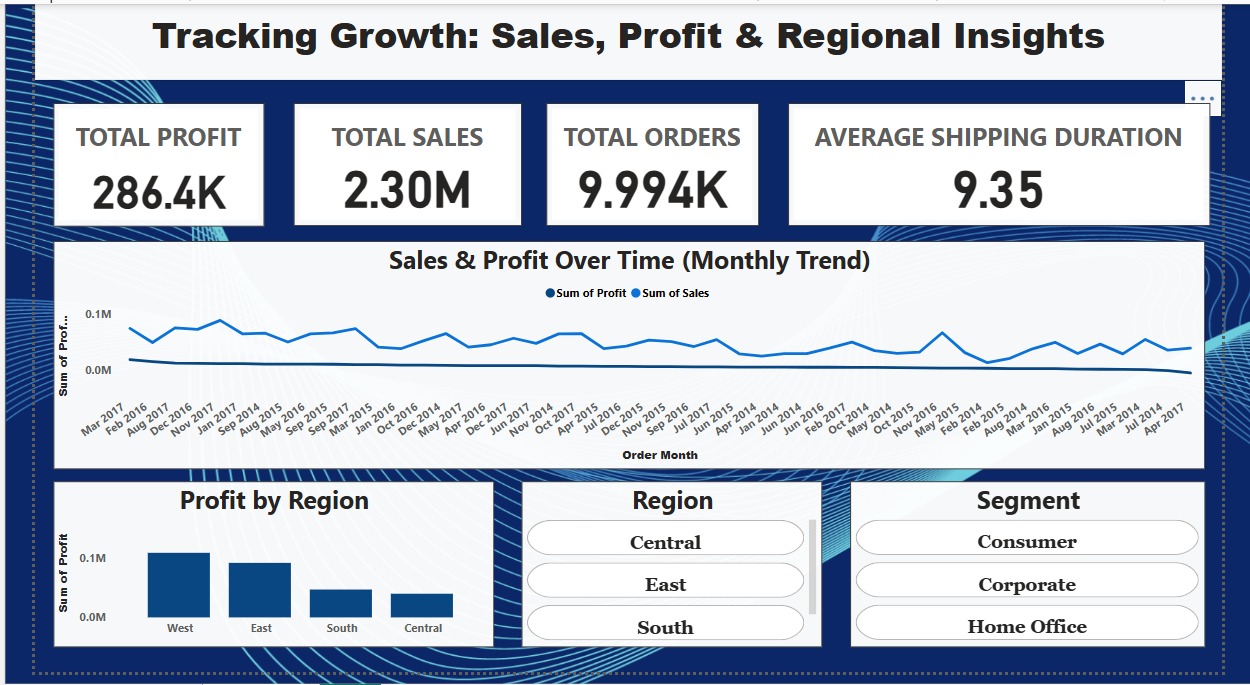 Tracking Growth: Sales, Profit & Regional Insights
TOTAL PROFIT
286.4K
TOTAL SALES
2.30M
TOTAL ORDERS
9.994K
AVERAGE SHIPPING DURATION
9.35
Sales & Profit Over Time (Monthly Trend)
Sum of Profit Sum of Sales
Sum of Prof...
0.1M
0.0M
Mar 2017
Feb 2016
Aug 2017
Dec 2016
Nov 2017
Jan 2017
Sep 2014
Aug 2015
May 2016
Sep 2015
Sep 2017
Mar 2015
Oct 2016
Dec 2014
May 2017
Apr 2016
Dec 2017
Jun 2017
Nov 2014
Oct 2017
Apr 2015
Jul 2016
Dec 2015
Nov 2015
Sep 2016
Jul 2017
Jun 2015
Apr 2014
Jan 2014
Jun 2014
Jun 2016
Feb 2017
Oct 2014
May 2014
Oct 2015
Nov 2016
May 2015
Feb 2014
Feb 2015
Aug 2014
Mar 2016
Jan 2015
Aug 2016
Jul 2015
Mar 2014
Jul 2014
Apr 2017
Order Month
Profit by Region
Sum of Profit
0.1M
0.0M
West
East
South
Central
Region
Central
East
South
Segment
Consumer
Corporate
Home Office